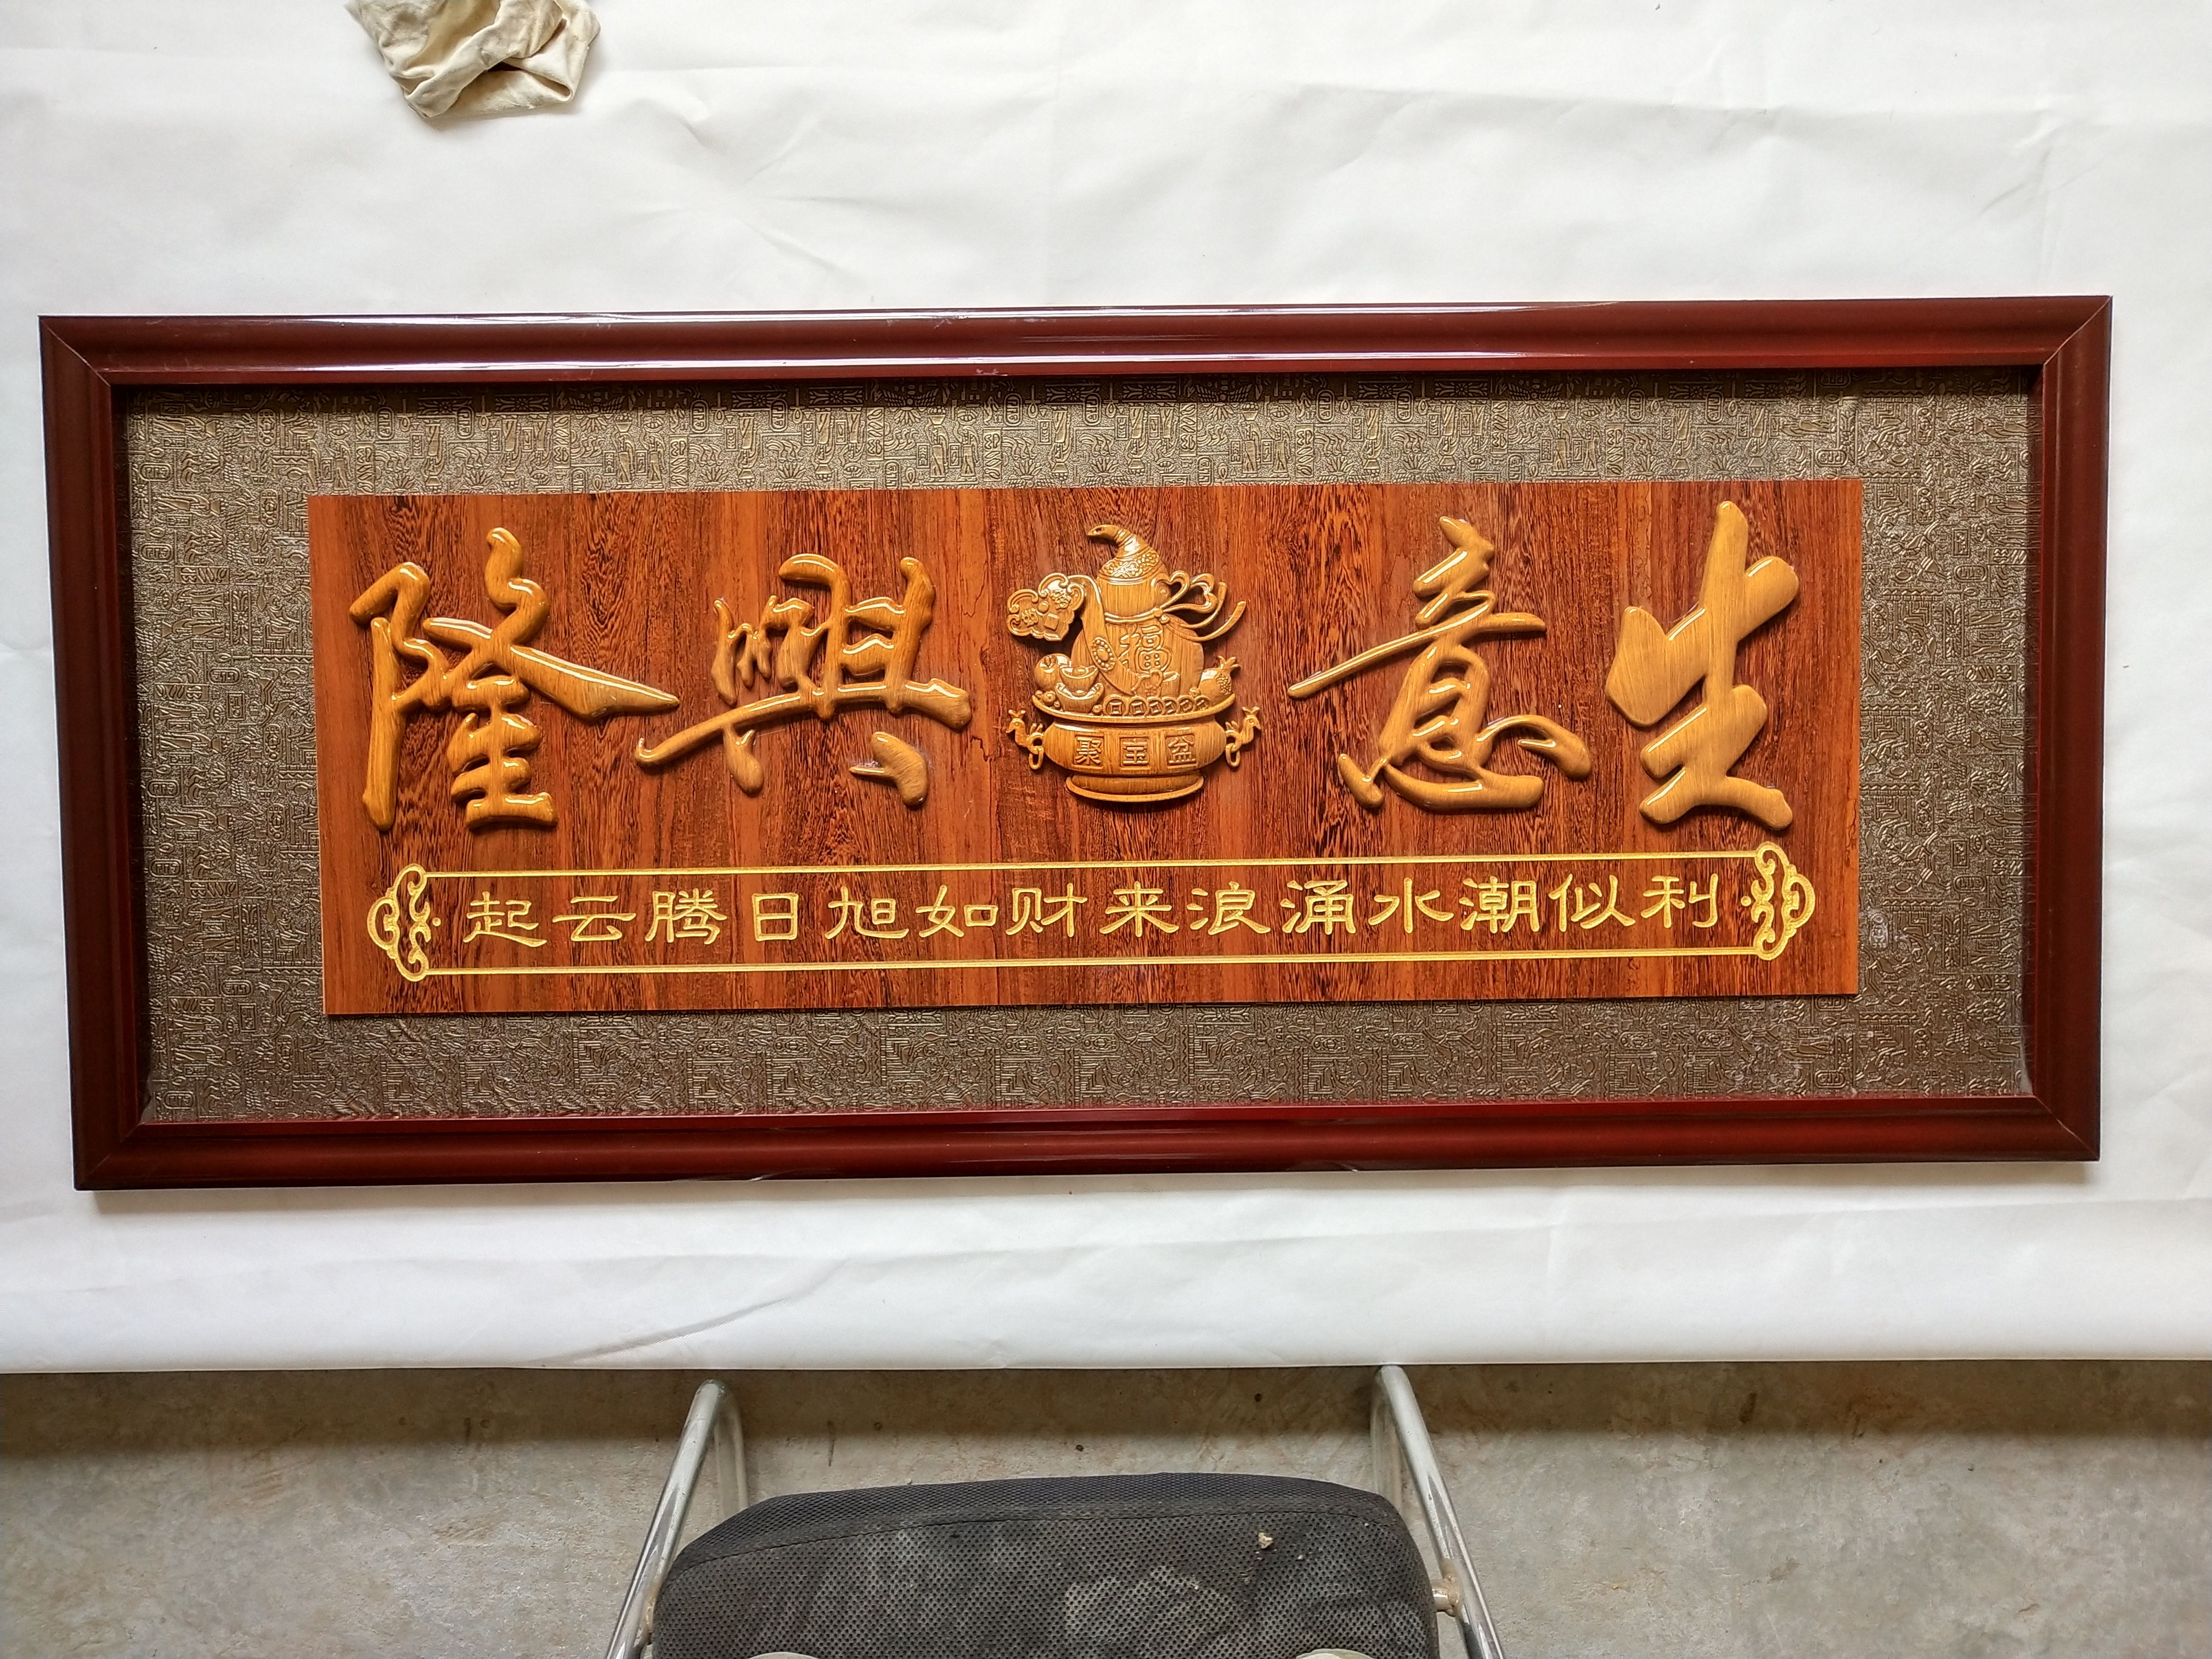 生意興隆
福
聚宝盆
利似潮水涌浪来财如旭日腾云起